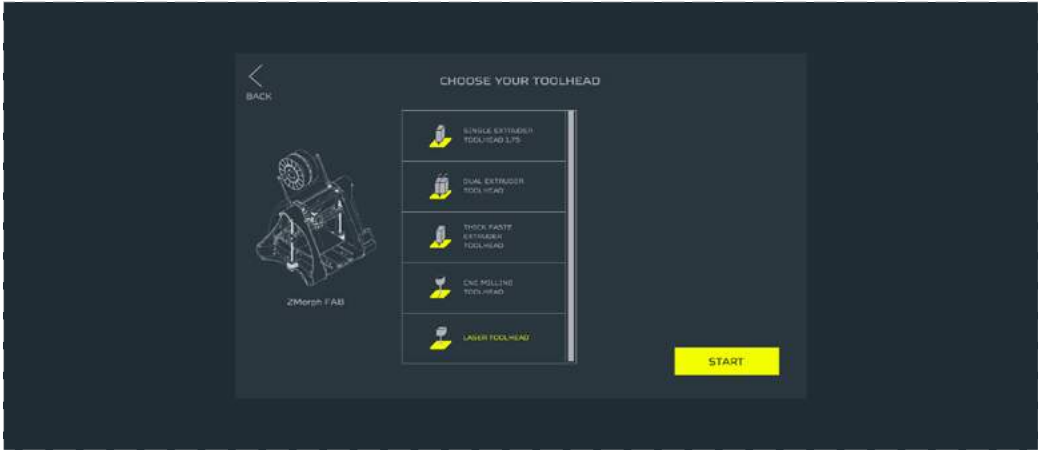 BACK
CHOOSE YOUR TOOLHEAD
SINGLE EXTRUDER
TOOLHEAD 1.75
DUAL EXTRUDER
TOOLHEAD
THICK PASTE
EXTRUDER
TOOLHEAD
CNC MILLING
TOOLHEAD
LASER TOOLHEAD
ZMorph FAB
START